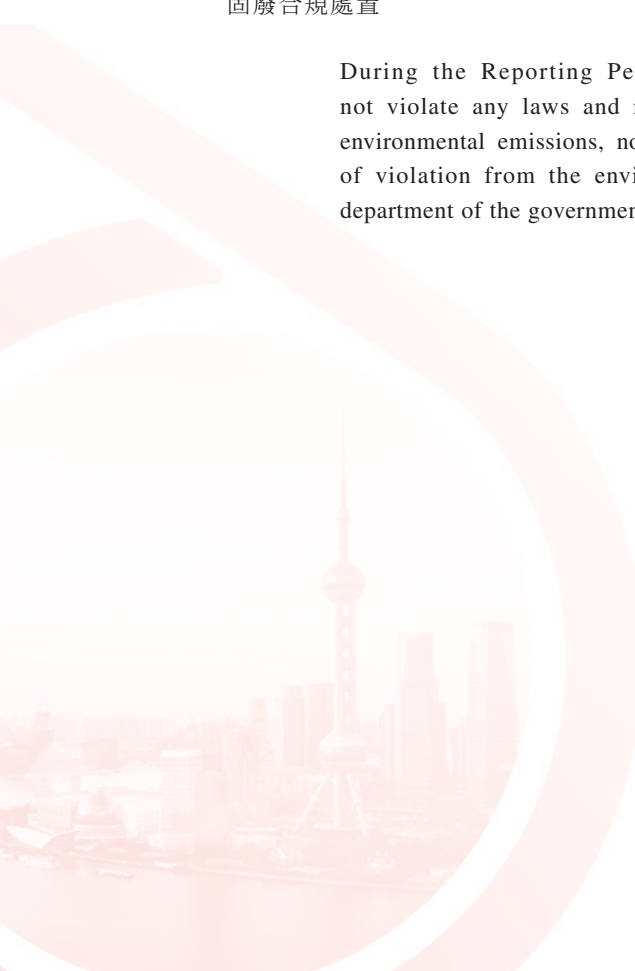 固廢合規處置
During the Reporting Pe
not violate any laws and
environmental emissions, no
of violation from the envi
department of the governmen